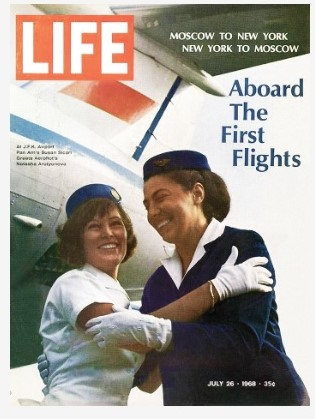 LIFE
MOSCOW TO NEW YORK
NEW YORK TO MOSCOW
Aboard
The
First
Flights
At J.F.K. Airport
Pan Am's Susan Sicari
Greets Aeroflot's
JULY 26 · 1968 · 35¢